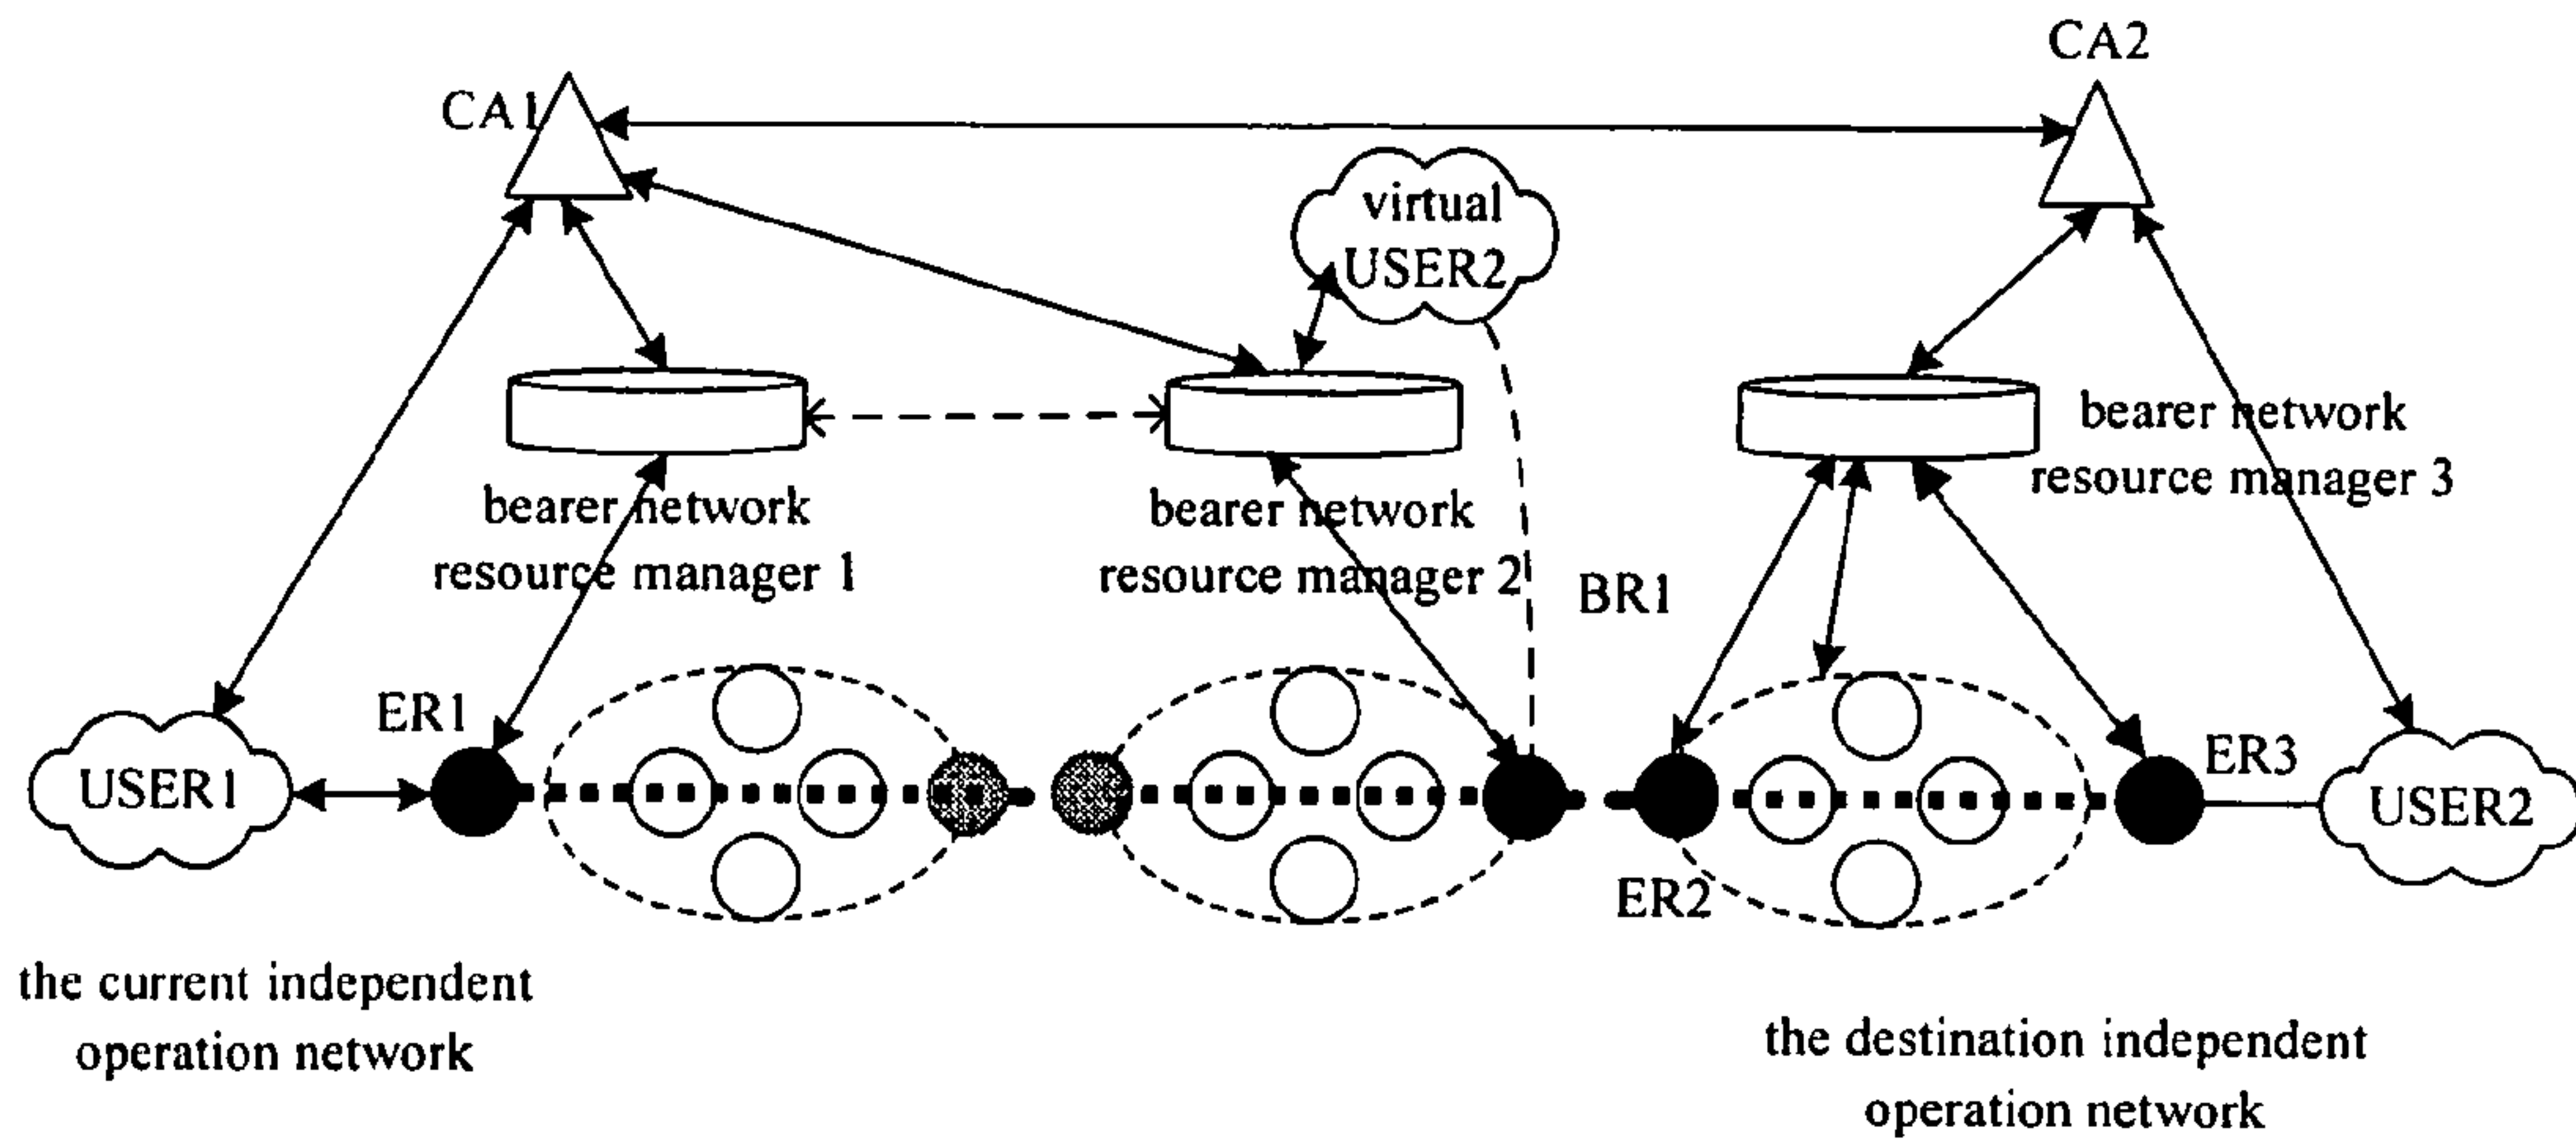 CA2
CA1
virtual
USER2
bearer network
resource manager 3
bearer network
resource manager 1
bearer network
resource manager 2
BR1
ER1
ER3
USER1
USER2
ER2
the current independent
operation network
the destination independent
operation network